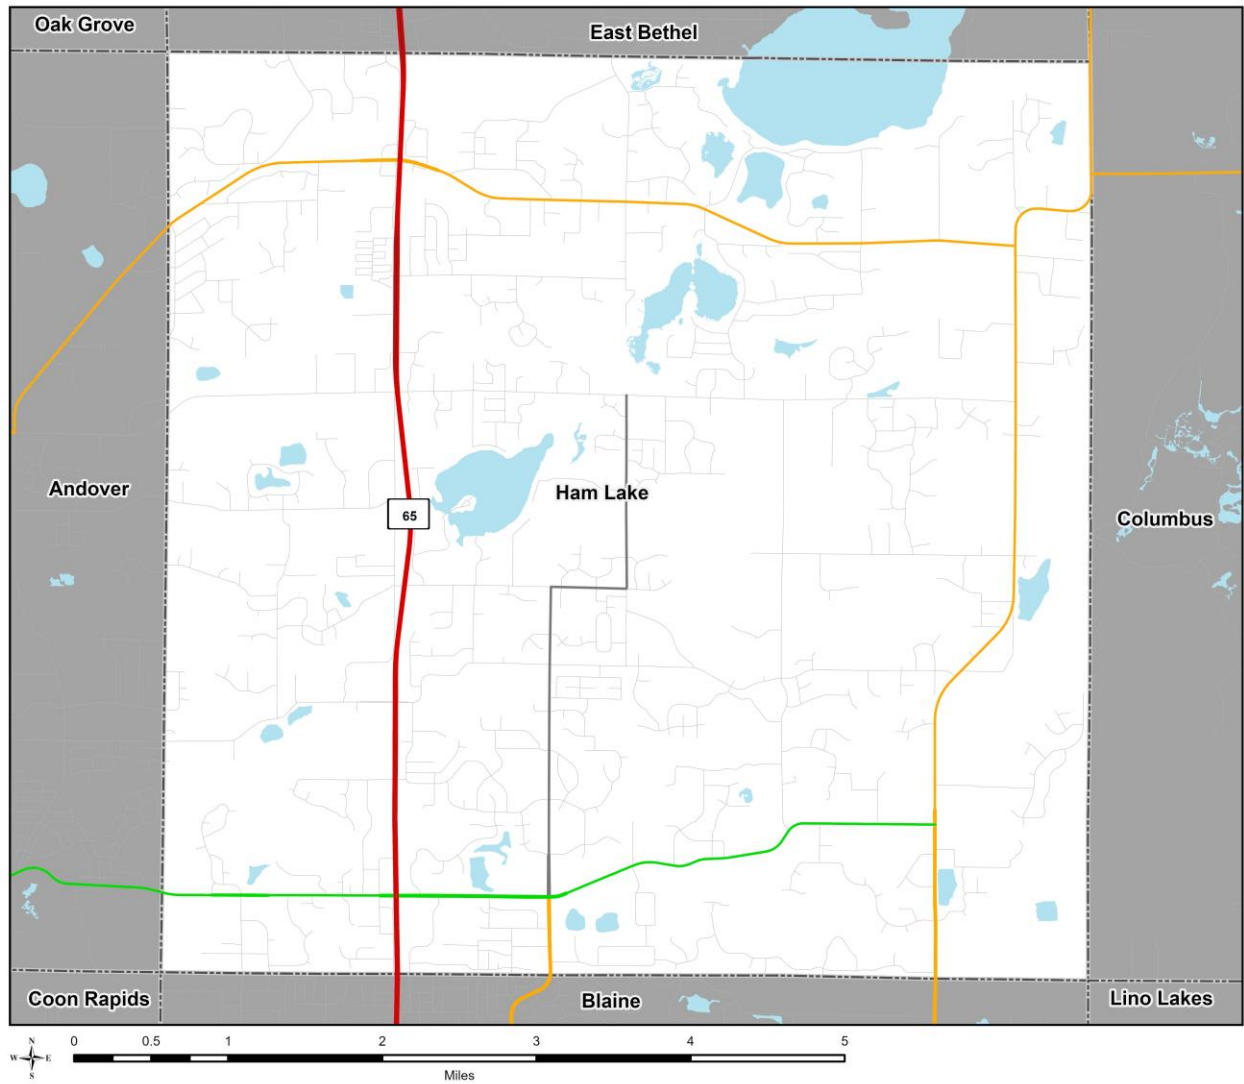 Oak Grove
East Bethel
Andover
Ham Lake
65
Columbus
Coon Rapids
Blaine
Lino Lakes
N
W E
S
0 0.5 1 2 3 4 5
Miles